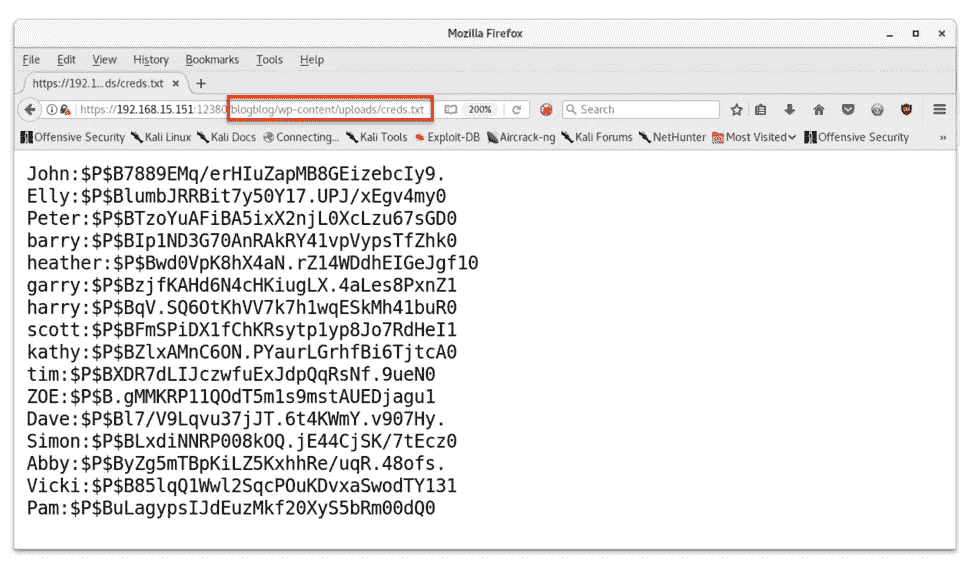 Mozilla Firefox
File Edit View History Bookmarks Tools Help
https://192.1...ds/creds.txt
https://192.168.15.151:12380/blogblog/wp-content/uploads/creds.txt 200% Search
Offensive Security Kali Linux Kali Docs Connecting... Kali Tools Exploit-DB Aircrack-ng Kali Forums NetHunter Most Visited Offensive Security »
John:$P$B7889EMq/erHIuZapMB8GEizebcIy9.
Elly:$P$BlumbJRRBit7y50Y17.UPJ/xEgv4my0
Peter:$P$BTzoYuAFiBA5ixX2njL0XcLzu67sGD0
barry:$P$BIp1ND3G70AnRAkRY41vpVypsTfZhk0
heather:$P$Bwd0VpK8hX4aN.rZ14WDdhEIGeJgf10
garry:$P$BzjfKAHd6N4cHKiugLX.4aLes8PxnZ1
harry:$P$BqV.SQ6OtKhVV7k7h1wqESkMh41buR0
scott:$P$BFmSPiDX1fChKRsytp1yp8Jo7RdHeI1
kathy:$P$BZlxAMnC6ON.PYaurLGrhfBi6TjtcA0
tim:$P$BXDR7dLIJczwfuExJdpQqRsNf.9ueN0
ZOE:$P$B.gMMKRP11QOdT5m1s9mstAUEDjagu1
Dave:$P$Bl7/V9Lqvu37jJT.6t4KWmY.v907Hy.
Simon:$P$BLxdiNNRP008kOQ.jE44CjSK/7tEcz0
Abby:$P$ByZg5mTBpKiLZ5KxhhRe/uqR.48ofs.
Vicki:$P$B85lqQ1Wwl2SqcPOuKDvxaSwodTY131
Pam:$P$BuLagypsIJdEuzMkf20XyS5bRm00dQ0